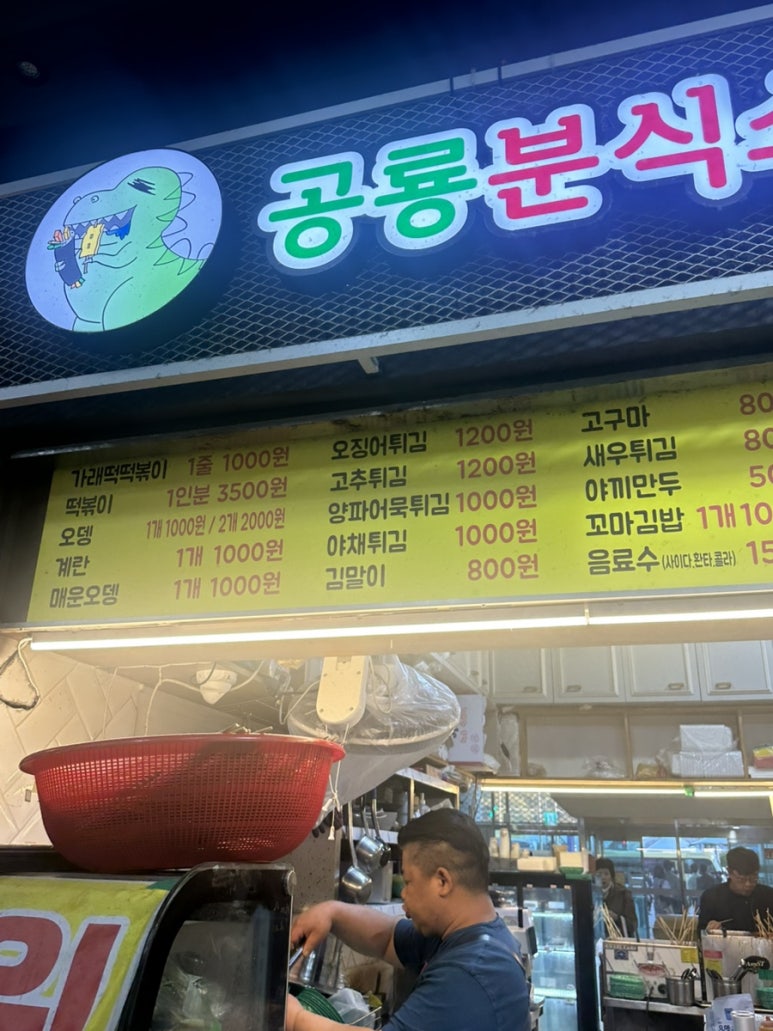 공룡분식
가래떡떡볶이 1줄 1000원
떡볶이 1인분 3500원
오뎅 1개 1000원 / 2개 2000원
계란 1개 1000원
매운오뎅 1개 1000원
오징어튀김 1200원
고추튀김 1200원
양파어묵튀김 1000원
야채튀김 1000원
김말이 800원
고구마 80
새우튀김 80
야끼만두 50
꼬마김밥 1개 10
음료수 (사이다,환타,콜라) 15